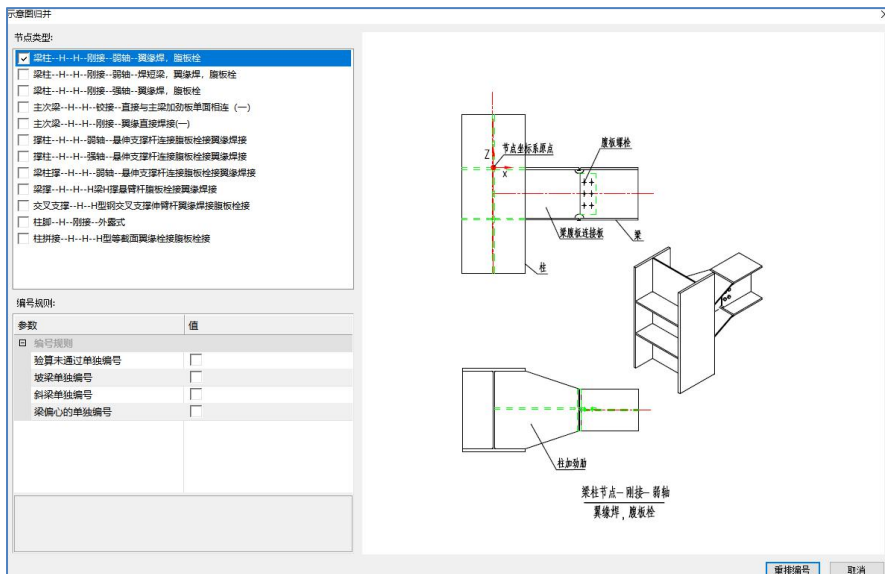 示意图归并
节点类型:
梁柱--H--H--刚接--弱轴--翼缘焊, 腹板栓
梁柱--H--H--刚接--弱轴--焊短梁, 翼缘焊, 腹板栓
梁柱--H--H--刚接--强轴--翼缘焊, 腹板栓
主次梁--H--H--铰接--直接与主梁加劲板单面相连 (一)
主次梁--H--H--刚接--翼缘直接焊接(一)
撑柱--H--H--弱轴--悬伸支撑杆连接腹板栓接翼缘焊接
撑柱--H--H--强轴--悬伸支撑杆连接腹板栓接翼缘焊接
梁柱撑--H--H--弱轴--悬伸支撑杆连接腹板栓接翼缘焊接
梁撑--H--H--H梁H撑悬臂杆腹板栓接翼缘焊接
交叉支撑--H--H型钢交叉支撑伸臂杆翼缘焊接腹板栓接
柱脚--H--刚接--外露式
柱拼接--H--H--H型等截面翼缘栓接腹板栓接
编号规则:
参数 值
编号规则
验算未通过单独编号
坡梁单独编号
斜梁单独编号
梁偏心的单独编号
Z
节点坐标系原点
X
腹板螺栓
梁腹板连接板
梁
柱
柱加劲肋
梁柱节点—刚接—弱轴
翼缘焊, 腹板栓
重排编号 取消